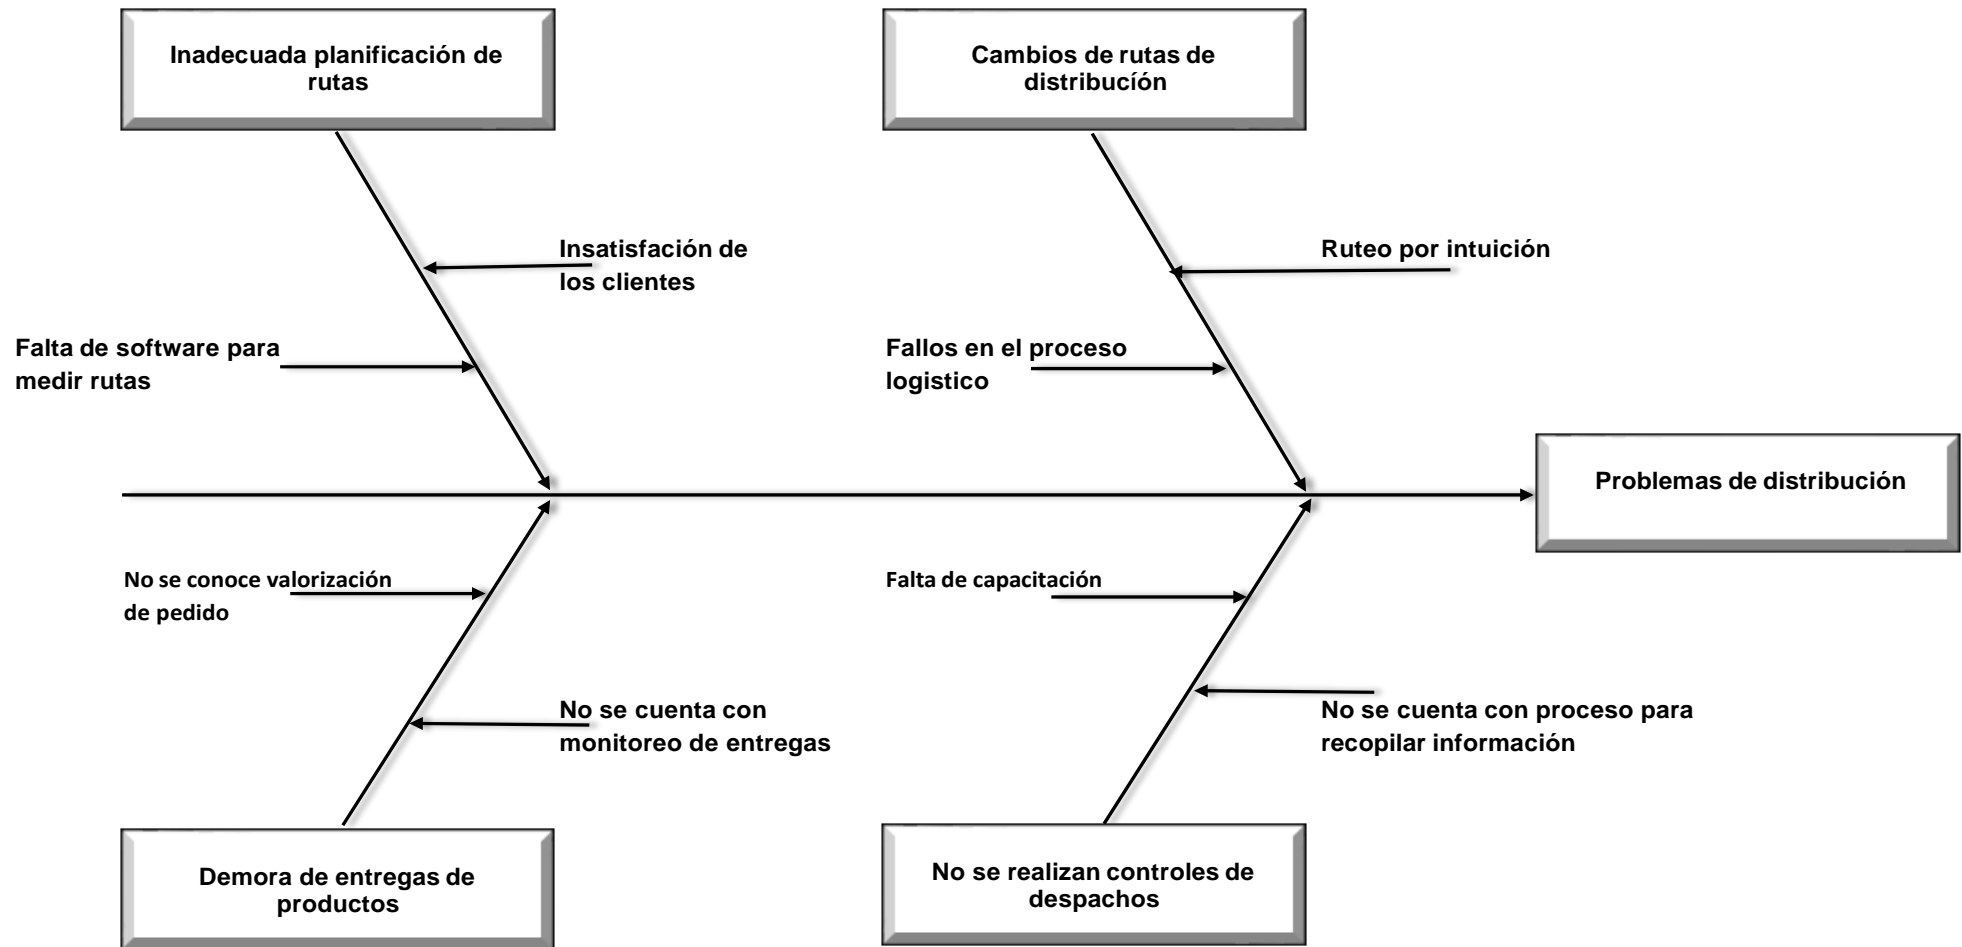 Inadecuada planificación de
rutas
Cambios de rutas de
distribucíón
Insatisfación de
los clientes
Ruteo por intuición
Falta de software para
medir rutas
Fallos en el proceso
logistico
Problemas de distribución
No se conoce valorización
de pedido
Falta de capacitación
No se cuenta con
monitoreo de entregas
No se cuenta con proceso para
recopilar información
Demora de entregas de
productos
No se realizan controles de
despachos